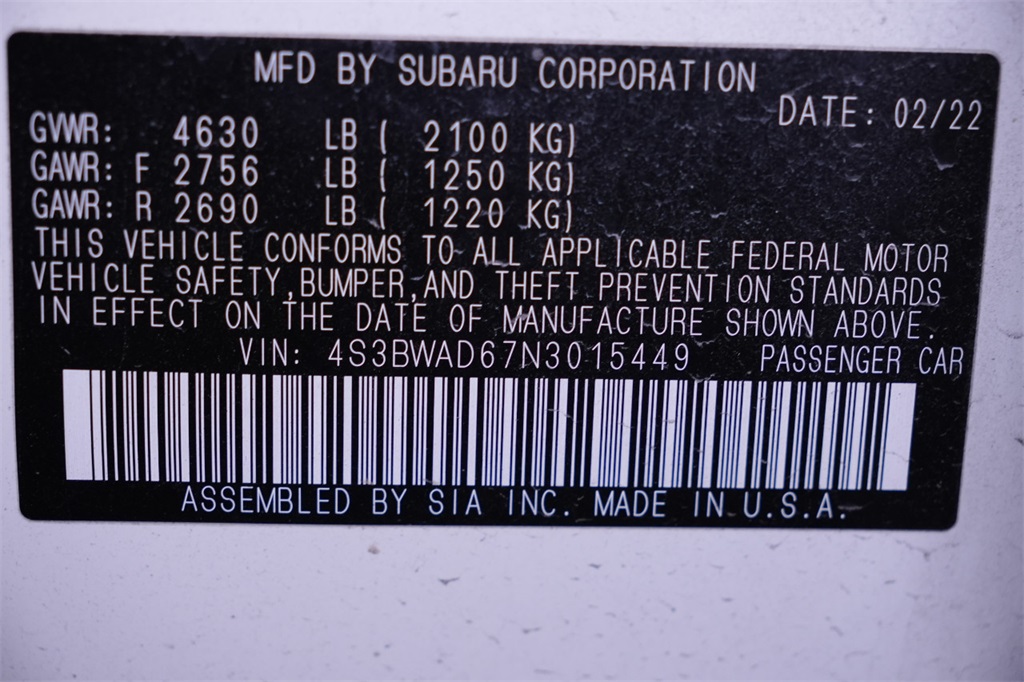 MFD BY SUBARU CORPORATION
DATE: 02/22
GVWR: 4630 LB ( 2100 KG)
GAWR: F 2756 LB ( 1250 KG)
GAWR: R 2690 LB ( 1220 KG)
THIS VEHICLE CONFORMS TO ALL APPLICABLE FEDERAL MOTOR
VEHICLE SAFETY,BUMPER,AND THEFT PREVENTION STANDARDS
IN EFFECT ON THE DATE OF MANUFACTURE SHOWN ABOVE.
VIN: 4S3BWAD67N3015449 PASSENGER CAR
ASSEMBLED BY SIA INC. MADE IN U.S.A.